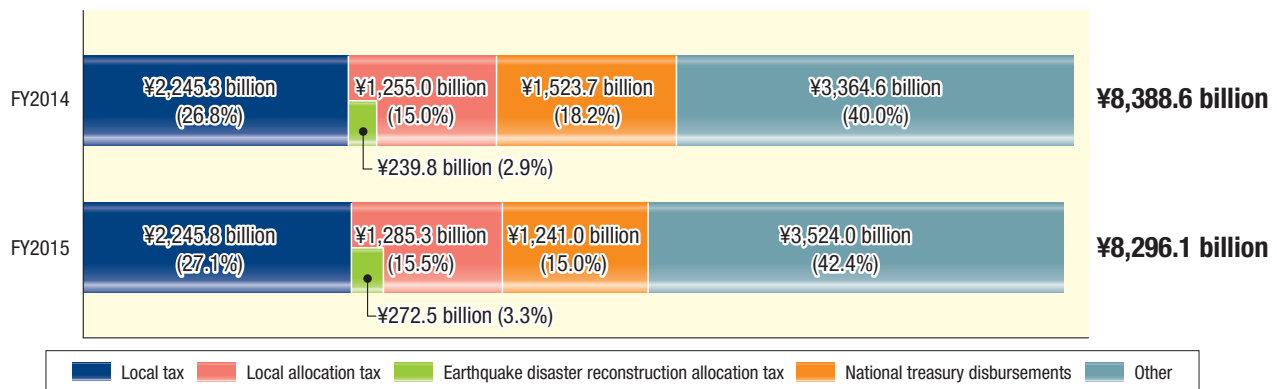 ¥2,245.3 billion
(26.8%)
¥1,255.0 billion
(15.0%)
¥1,523.7 billion
(18.2%)
¥3,364.6 billion
(40.0%)
FY2014
¥8,388.6 billion
¥239.8 billion (2.9%)
¥2,245.8 billion
(27.1%)
¥1,285.3 billion
(15.5%)
¥1,241.0 billion
(15.0%)
¥3,524.0 billion
(42.4%)
FY2015
¥8,296.1 billion
¥272.5 billion (3.3%)
Local tax
Local allocation tax
Earthquake disaster reconstruction allocation tax
National treasury disbursements
Other